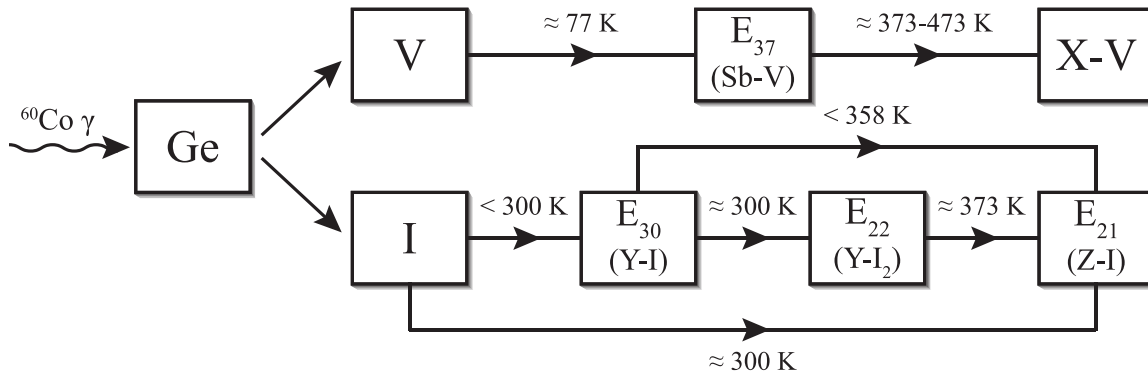 ≈ 77 K
≈ 373-473 K
V
E₃₇
(Sb-V)
X-V
⁶⁰Co γ
Ge
< 358 K
I
< 300 K
E₃₀
(Y-I)
≈ 300 K
E₂₂
(Y-I₂)
≈ 373 K
E₂₁
(Z-I)
≈ 300 K